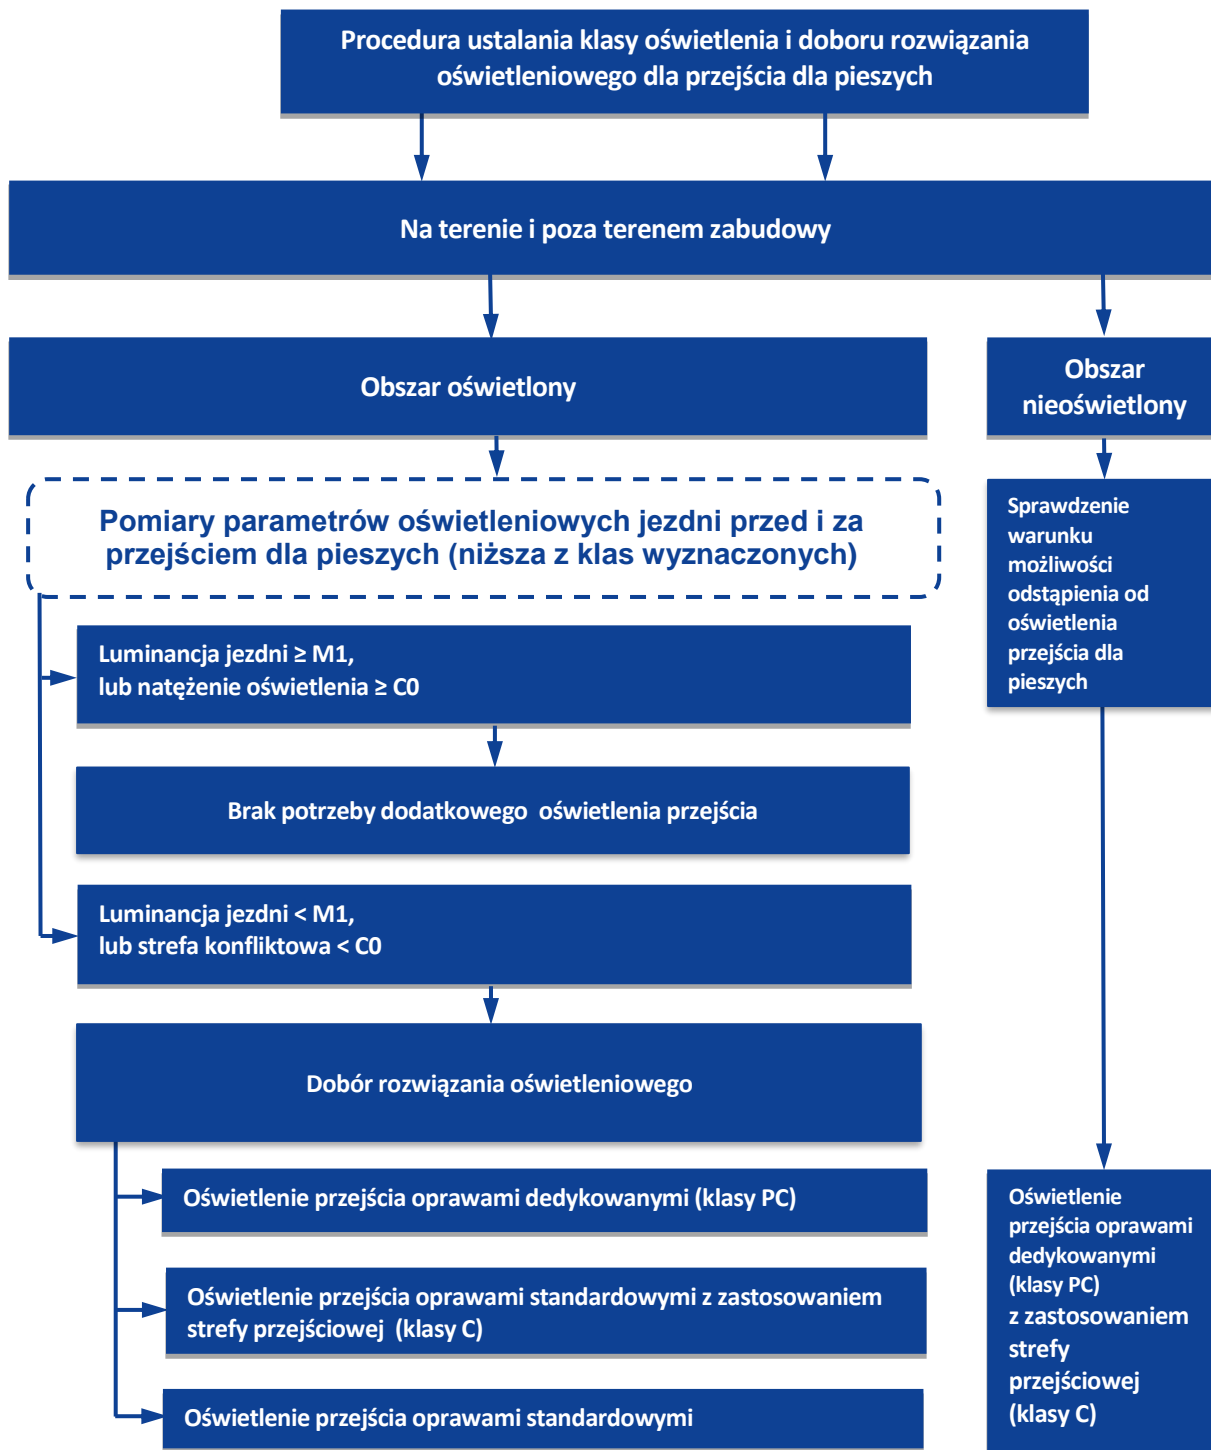 Procedura ustalania klasy oświetlenia i doboru rozwiązania
oświetleniowego dla przejścia dla pieszych
Na terenie i poza terenem zabudowy
Obszar oświetlony
Obszar
nieoświetlony
Pomiary parametrów oświetleniowych jezdni przed i za
przejściem dla pieszych (niższa z klas wyznaczonych)
Sprawdzenie
warunku
możliwości
odstąpienia od
oświetlenia
przejścia dla
pieszych
Luminancja jezdni ≥ M1,
lub natężenie oświetlenia ≥ C0
Brak potrzeby dodatkowego oświetlenia przejścia
Luminancja jezdni < M1,
lub strefa konfliktowa < C0
Dobór rozwiązania oświetleniowego
Oświetlenie przejścia oprawami dedykowanymi (klasy PC)
Oświetlenie przejścia oprawami standardowymi z zastosowaniem
strefy przejściowej (klasy C)
Oświetlenie przejścia oprawami standardowymi
Oświetlenie
przejścia oprawami
dedykowanymi
(klasy PC)
z zastosowaniem
strefy
przejściowej
(klasy C)